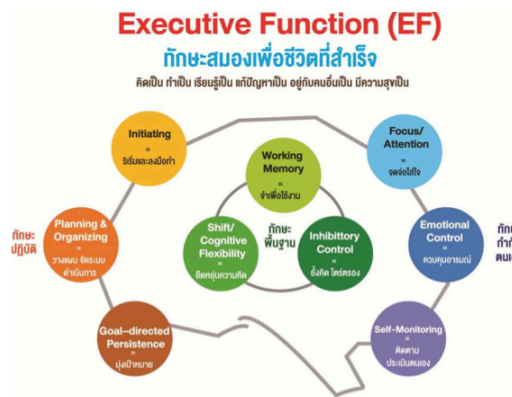 Executive Function (EF)
ทักษะสมองเพื่อชีวิตที่สำเร็จ
คิดเป็น ทำเป็น เรียนรู้เป็น แก้ปัญหาเป็น อยู่กับคนอื่นเป็น มีความสุขเป็น
Initiating
=
ริเริ่มและลงมือทำ
Focus/
Attention
=
จดจ่อใส่ใจ
Working
Memory
=
จำเพื่อใช้งาน
ทักษะ
ปฏิบัติ
Planning &
Organizing
=
วางแผน จัดระบบ
ดำเนินการ
Shift/
Cognitive
Flexibility
=
ยืดหยุ่นความคิด
ทักษะ
พื้นฐาน
Inhibittory
Control
=
ยั้งคิด ไตร่ตรอง
Emotional
Control
=
ควบคุมอารมณ์
ตนเอ
Goal–directed
Persistence
=
มุ่งเป้าหมาย
Self–Monitoring
=
ติดตาม
ประเมินตนเอง